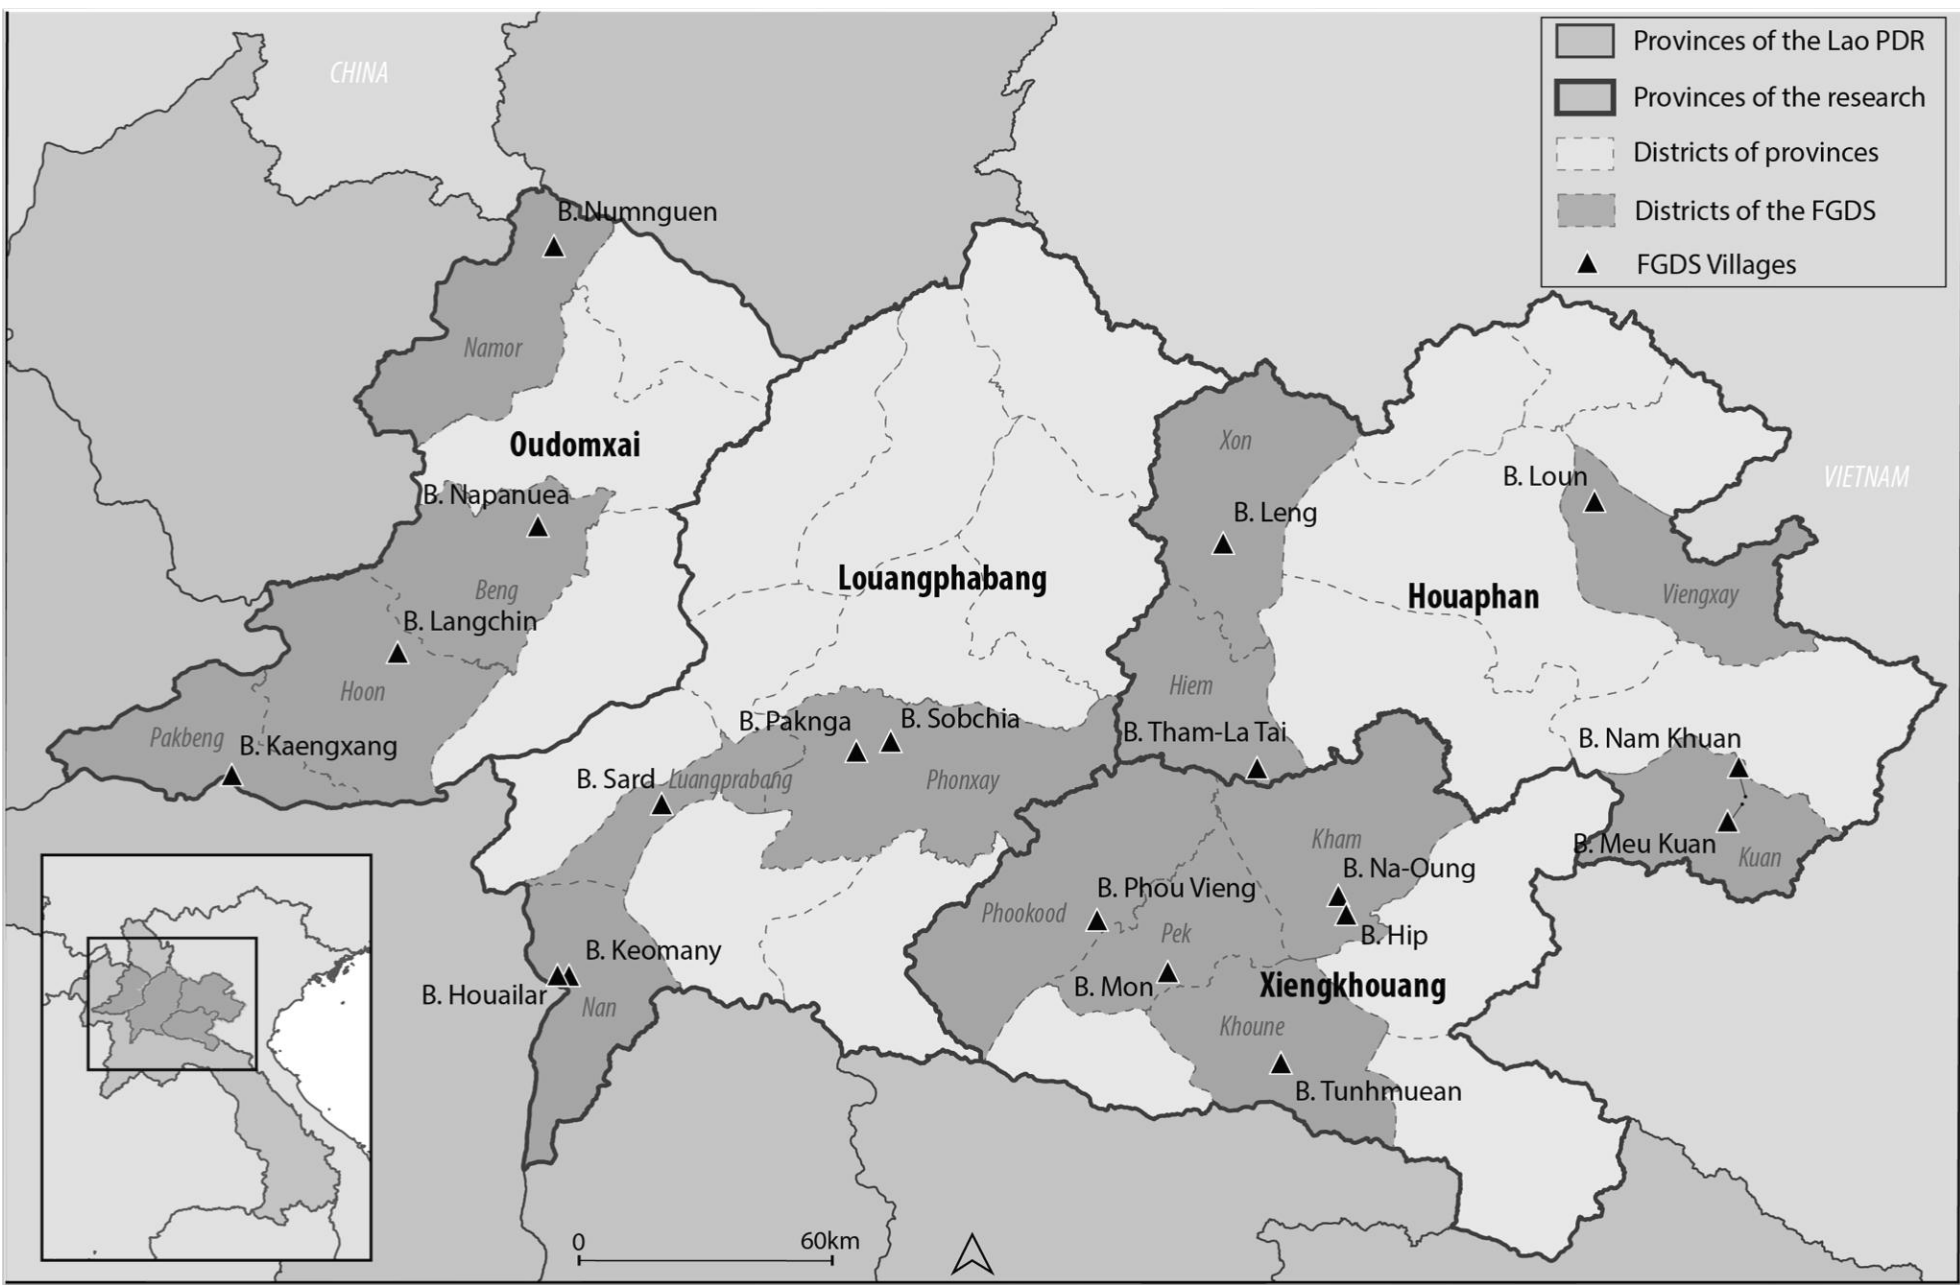 CHINA
Provinces of the Lao PDR
Provinces of the research
Districts of provinces
Districts of the FGDS
FGDS Villages
B. Numnguen
Namor
Oudomxai
B. Napanuea
Beng
B. Langchin
Hoon
Pakbeng
B. Kaengxang
Louangphabang
B. Paknga
B. Sobchia
B. Sard
Luangprabang
Phonxay
B. Keomany
B. Houailar
Nan
Xon
B. Leng
Hiem
B. Tham-La Tai
Houaphan
B. Loun
VIETNAM
Viengxay
B. Nam Khuan
B. Meu Kuan
Kuan
Kham
B. Na-Oung
B. Hip
Phookood
B. Phou Vieng
Pek
B. Mon
Xiengkhouang
Khoune
B. Tunhmuean
0
60km